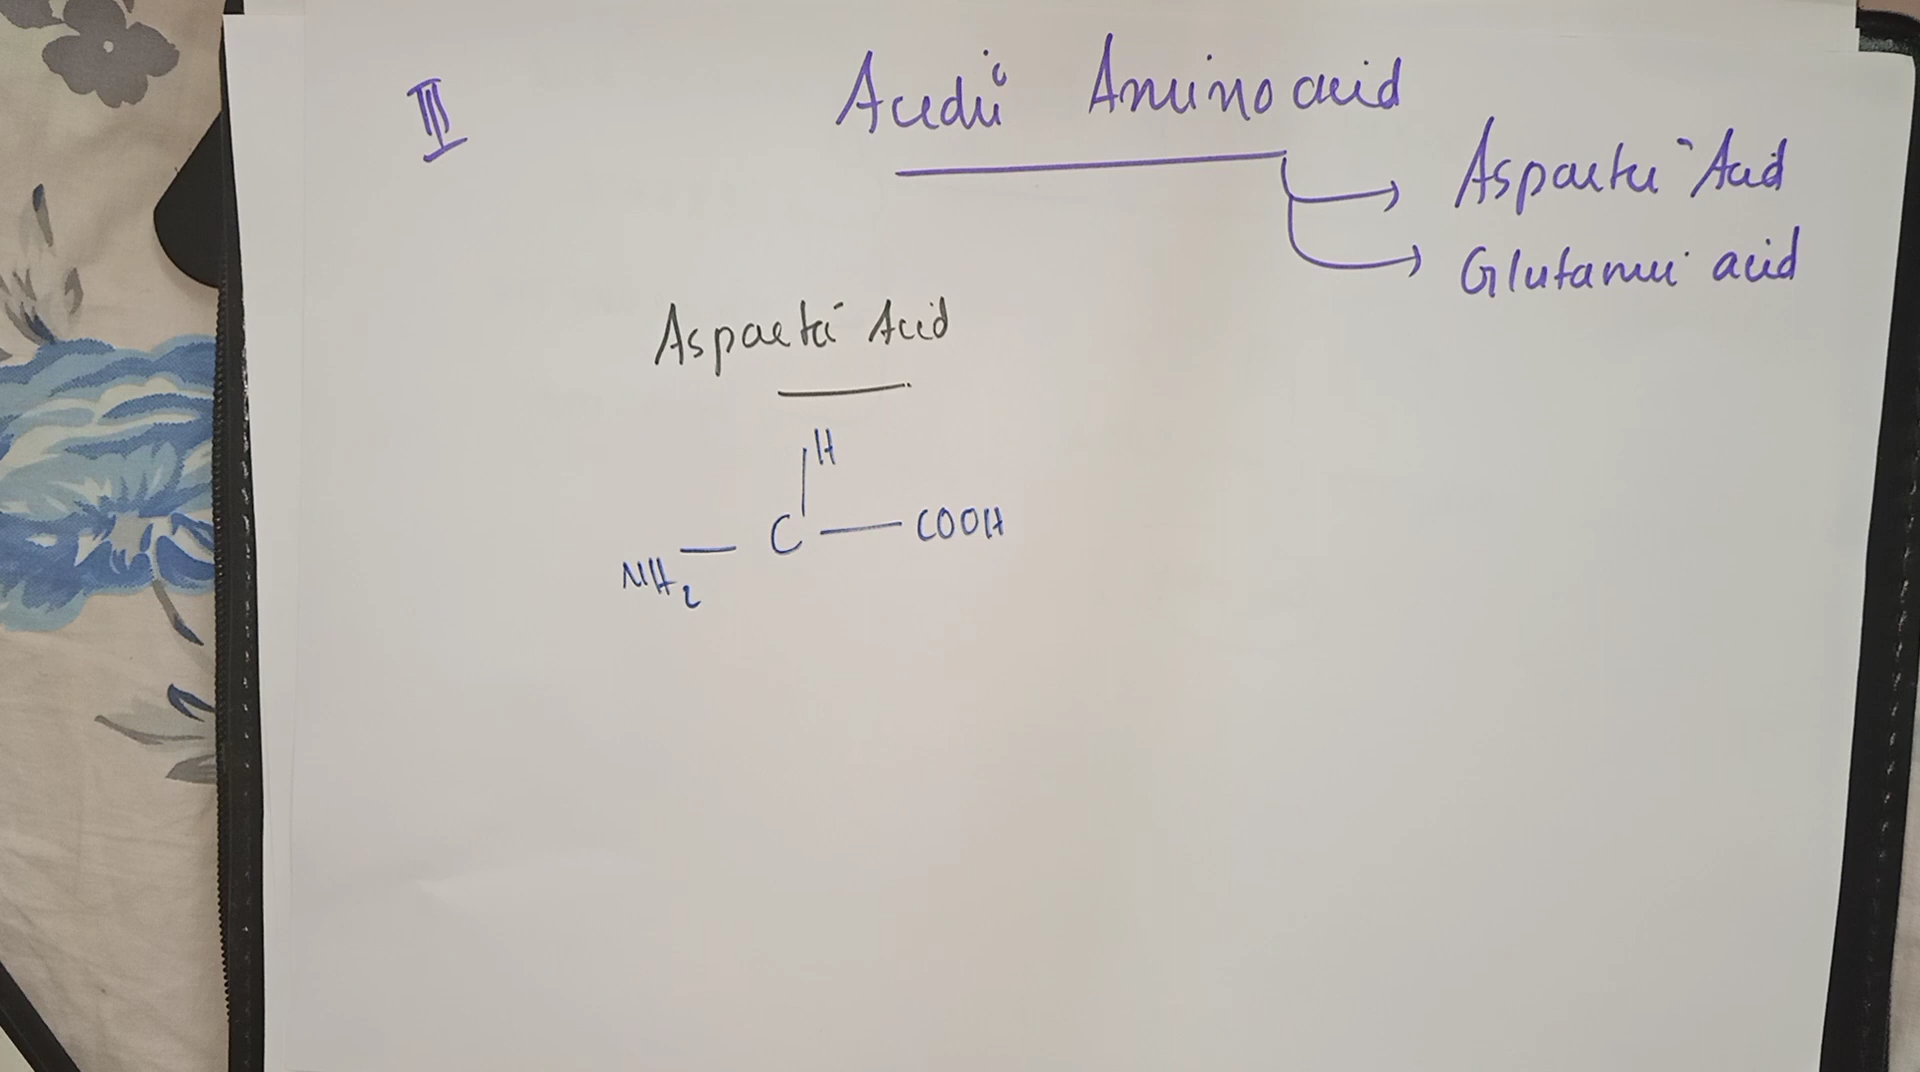 III
Acidic Amino acid
Aspartic Acid
Glutamic acid
Aspartic Acid
H
C — COOH
NH2 —